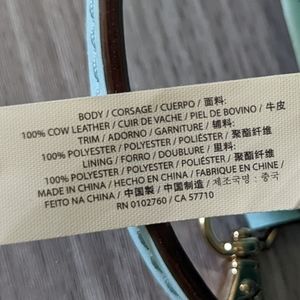 BODY / CORSAGE / CUERPO / 面料:
100% COW LEATHER / CUIR DE VACHE / PIEL DE BOVINO / 牛皮
TRIM / ADORNO / GARNITURE / 辅料:
100% POLYESTER / POLYESTER / POLIÉSTER / 聚酯纤维
LINING / FORRO / DOUBLURE / 里料:
100% POLYESTER / POLYESTER / POLIÉSTER / 聚酯纤维
MADE IN CHINA / HECHO EN CHINA / FABRIQUE EN CHINE /
FEITO NA CHINA / 中国製 / 中国制造 / 제조국명 : 중국
RN 0102760 / CA 57710